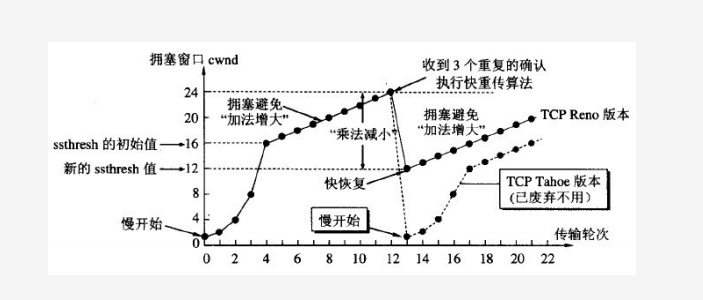 拥塞窗口 cwnd
收到 3 个重复的确认
执行快重传算法
24
20
16
12
8
4
0
拥塞避免
“加法增大”
“乘法减小”
拥塞避免
“加法增大”
TCP Reno 版本
ssthresh 的初始值
新的 ssthresh 值
快恢复
TCP Tahoe 版本
(已废弃不用)
慢开始
慢开始
传输轮次
0 2 4 6 8 10 12 14 16 18 20 22